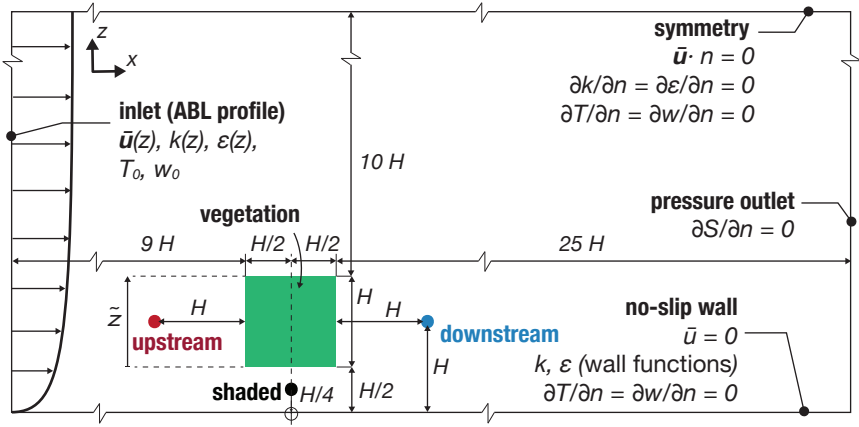 z
x
inlet (ABL profile)
ū(z), k(z), ε(z),
T₀, w₀
symmetry
ū· n = 0
∂k/∂n = ∂ε/∂n = 0
∂T/∂n = ∂w/∂n = 0
10 H
vegetation
9 H
H/2
H/2
25 H
pressure outlet
∂S/∂n = 0
z̃
H
H
H
upstream
downstream
H
shaded
H/4
H/2
no-slip wall
ū = 0
k, ε (wall functions)
∂T/∂n = ∂w/∂n = 0